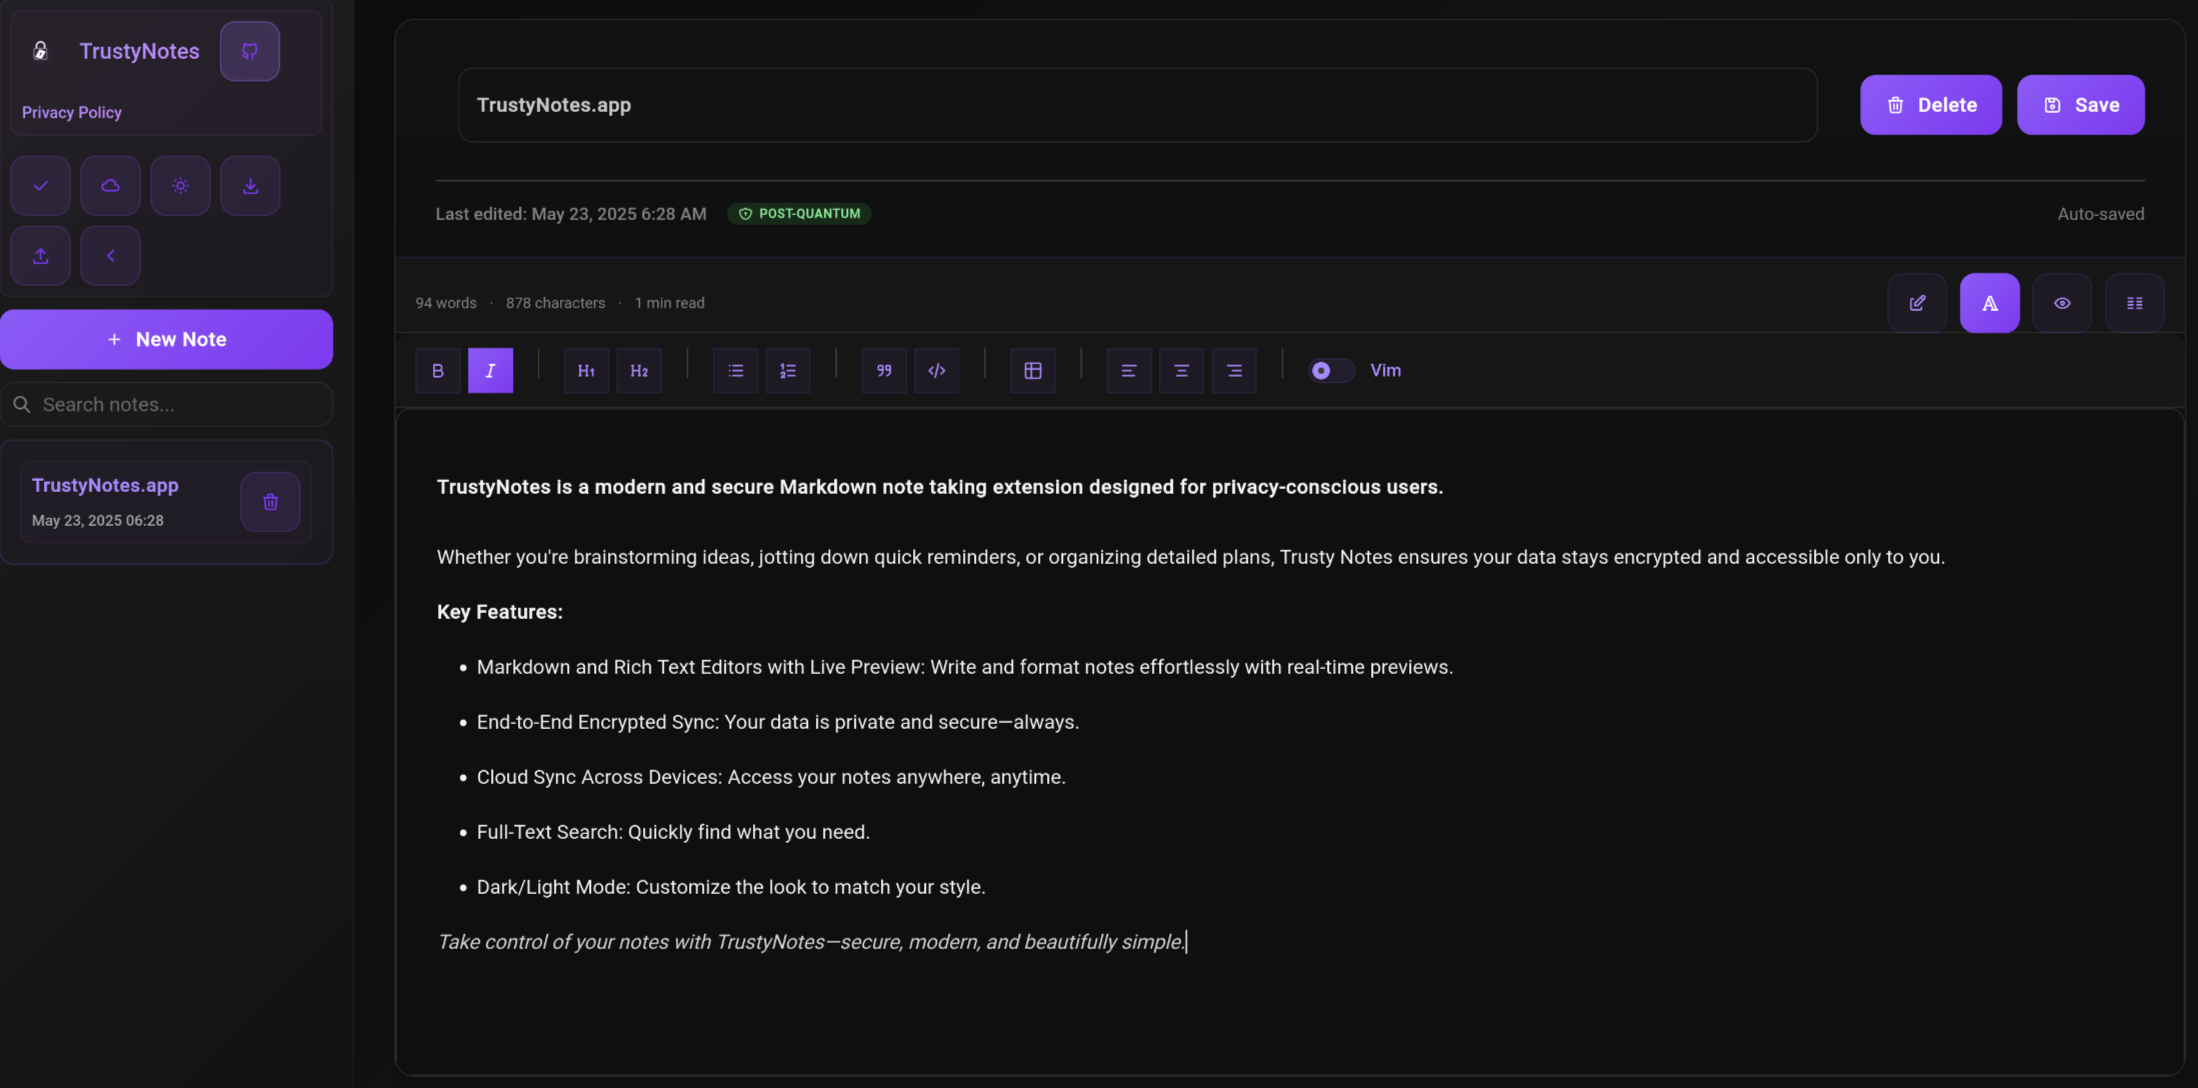 TrustyNotes
Privacy Policy
New Note
Search notes...
TrustyNotes.app
May 23, 2025 06:28
TrustyNotes.app
Delete
Save
Last edited: May 23, 2025 6:28 AM
POST-QUANTUM
Auto-saved
94 words · 878 characters · 1 min read
B
I
H1
H2
Vim
TrustyNotes is a modern and secure Markdown note taking extension designed for privacy-conscious users.
Whether you're brainstorming ideas, jotting down quick reminders, or organizing detailed plans, Trusty Notes ensures your data stays encrypted and accessible only to you.
Key Features:
• Markdown and Rich Text Editors with Live Preview: Write and format notes effortlessly with real-time previews.
• End-to-End Encrypted Sync: Your data is private and secure—always.
• Cloud Sync Across Devices: Access your notes anywhere, anytime.
• Full-Text Search: Quickly find what you need.
• Dark/Light Mode: Customize the look to match your style.
Take control of your notes with TrustyNotes—secure, modern, and beautifully simple.